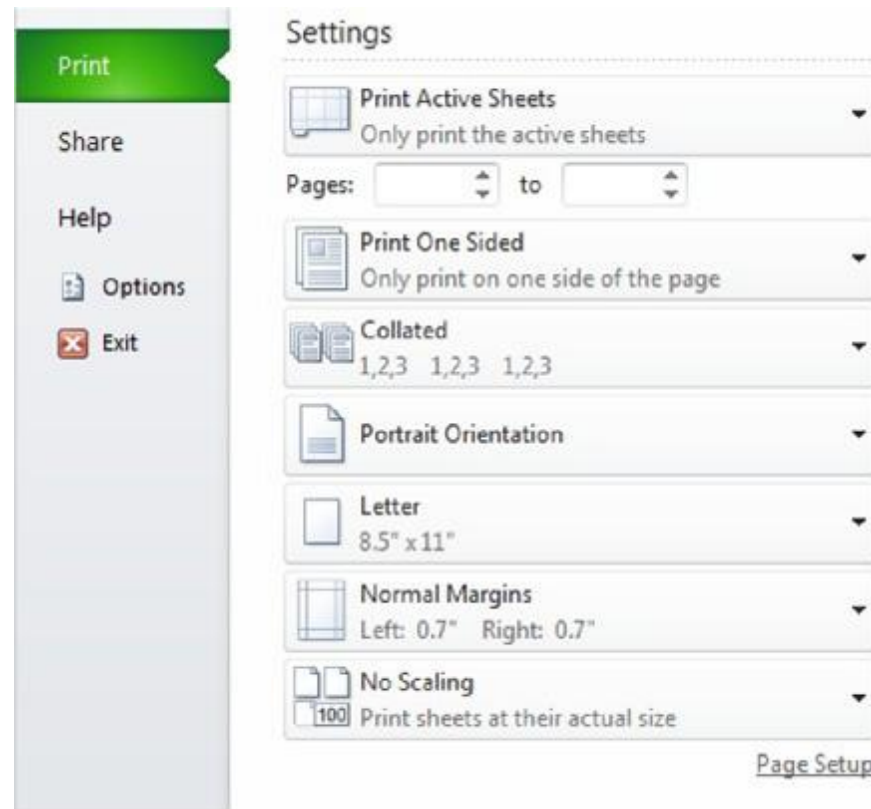 Print
Share
Help
Options
Exit
Settings
Print Active Sheets
Only print the active sheets
Pages: to
Print One Sided
Only print on one side of the page
Collated
1,2,3 1,2,3 1,2,3
Portrait Orientation
Letter
8.5" x 11"
Normal Margins
Left: 0.7" Right: 0.7"
No Scaling
100 Print sheets at their actual size
Page Setup